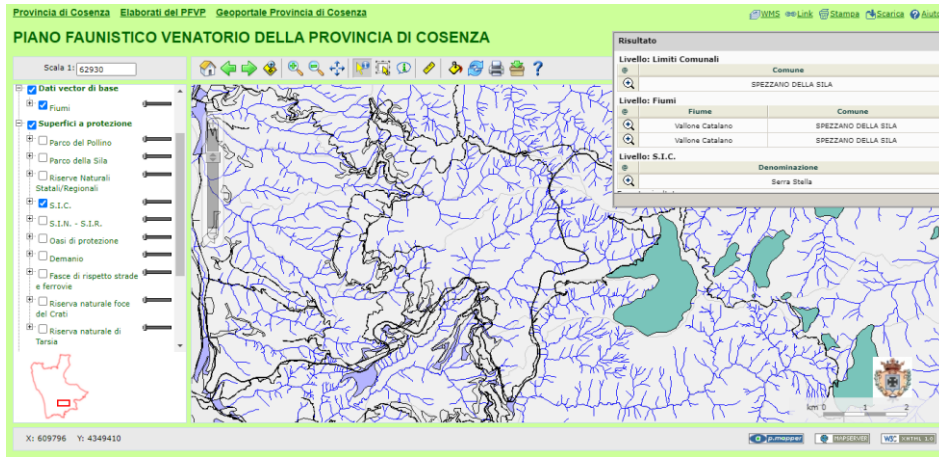 Provincia di Cosenza Elaborati del PFVP Geoportale Provincia di Cosenza
WMS Link Stampa Scarica Aiuto
PIANO FAUNISTICO VENATORIO DELLA PROVINCIA DI COSENZA
Scala 1: 62930
Risultato
Livello: Limiti Comunali
@ Comune
SPEZZANO DELLA SILA
Livello: Fiumi
@ Fiume Comune
Vallone Catalano SPEZZANO DELLA SILA
Vallone Catalano SPEZZANO DELLA SILA
Livello: S.I.C.
@ Denominazione
Serra Stella
Dati vector di base
Fiumi
Superfici a protezione
Parco del Pollino
Parco della Sila
Riserve Naturali
Statali/Regionali
S.I.C.
S.I.N. - S.I.R.
Oasi di protezione
Demanio
Fasce di rispetto strade
e ferrovie
Riserva naturale foce
del Crati
Riserva naturale di
Tarsia
km 0 1 2
X: 609796 Y: 4349410
p.mapper MAPSERVER W3C XHTML 1.0